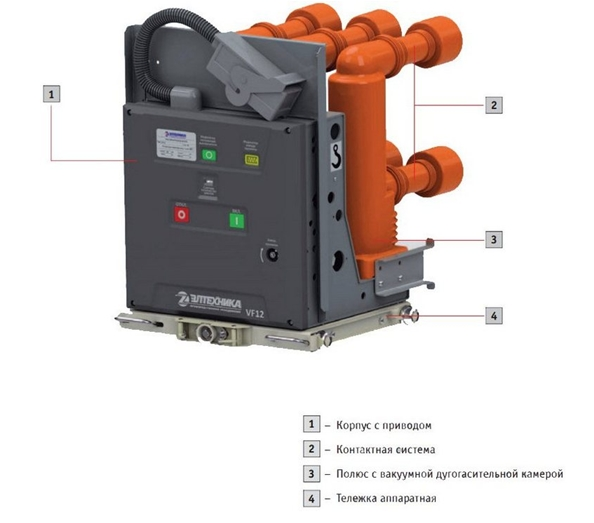 1
2
3
4
ЭЛТЕХНИКА
VF12
1 – Корпус с приводом
2 – Контактная система
3 – Полюс с вакуумной дугогасительной камерой
4 – Тележка аппаратная